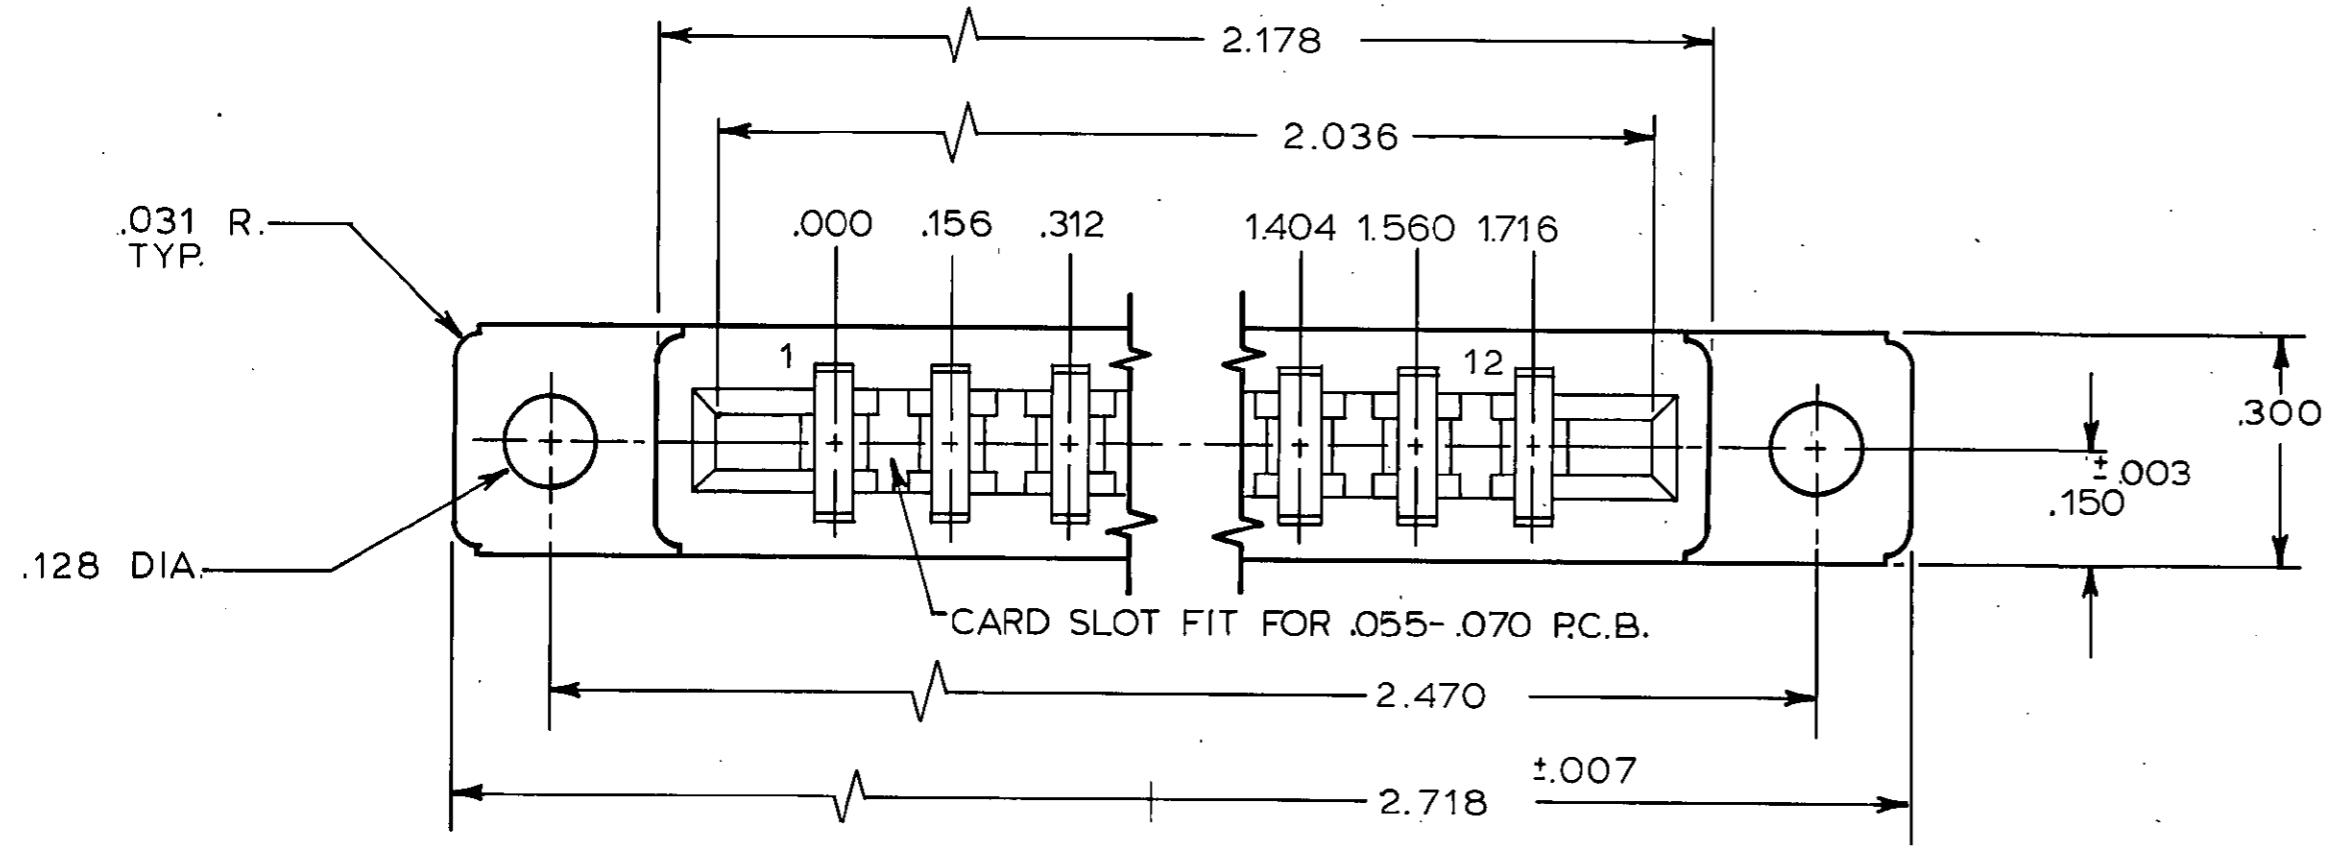 2.178
2.036
.031 R.
TYP.
.000 .156 .312 1.404 1.560 1.716
1 12
.300
±.003
.150
.128 DIA.
CARD SLOT FIT FOR .055-.070 P.C.B.
2.470
±.007
2.718